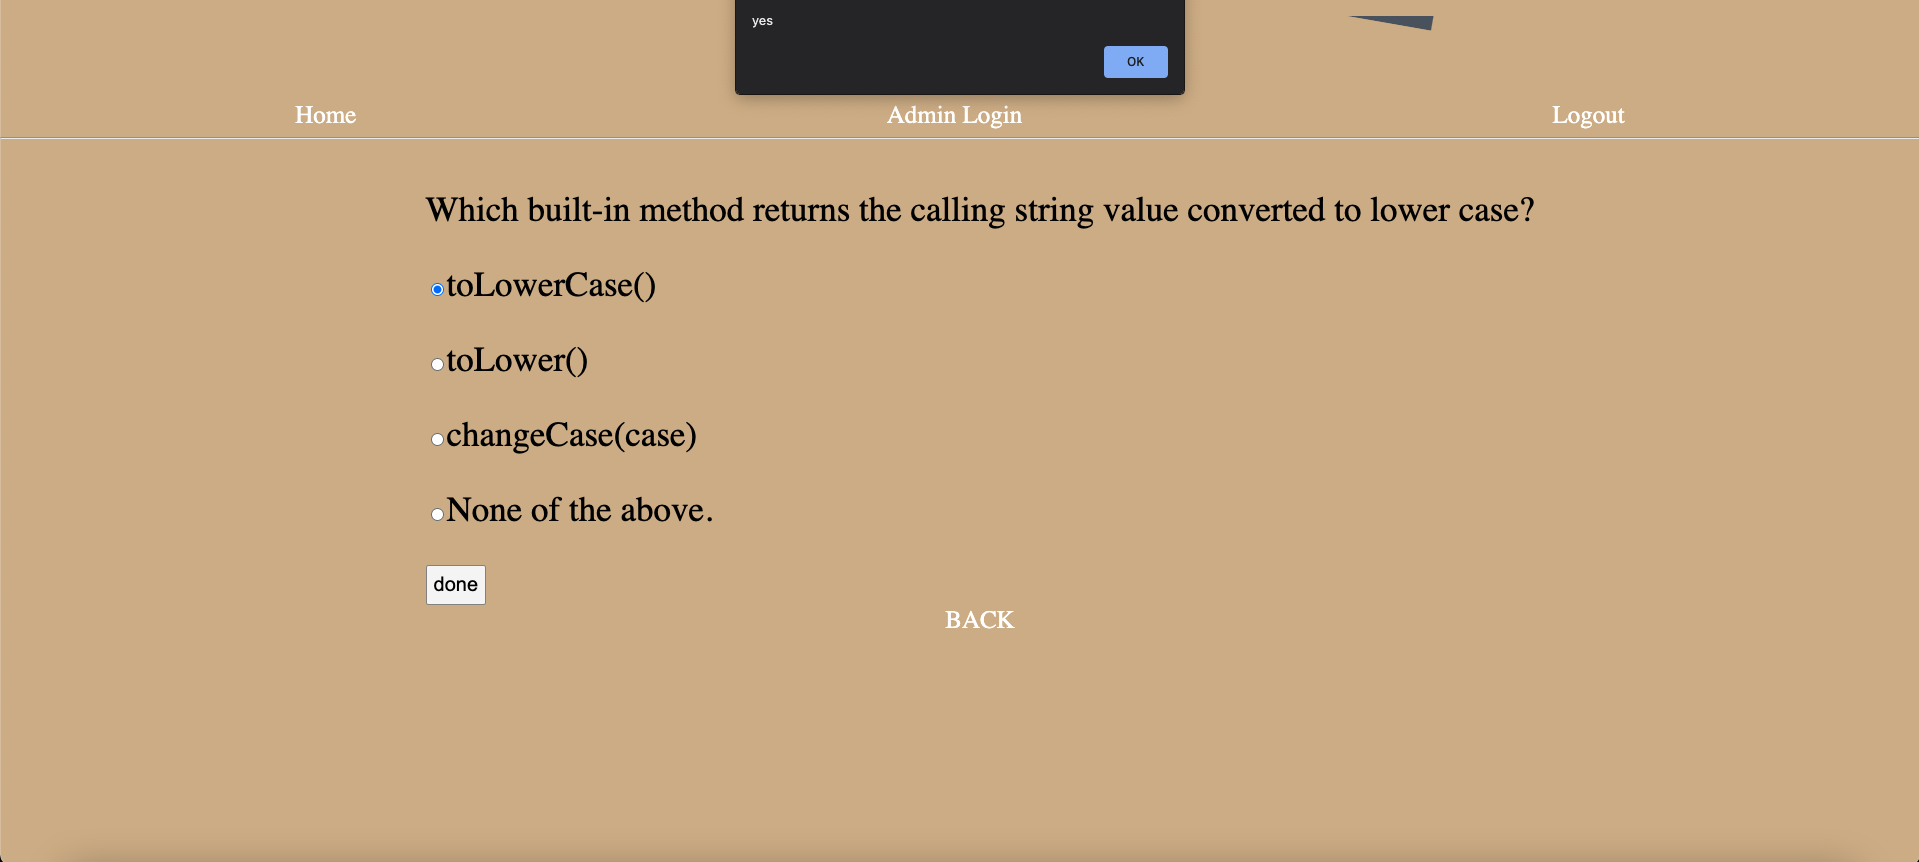 yes
OK
Home Admin Login Logout
Which built-in method returns the calling string value converted to lower case?
toLowerCase()
toLower()
changeCase(case)
None of the above.
done
BACK